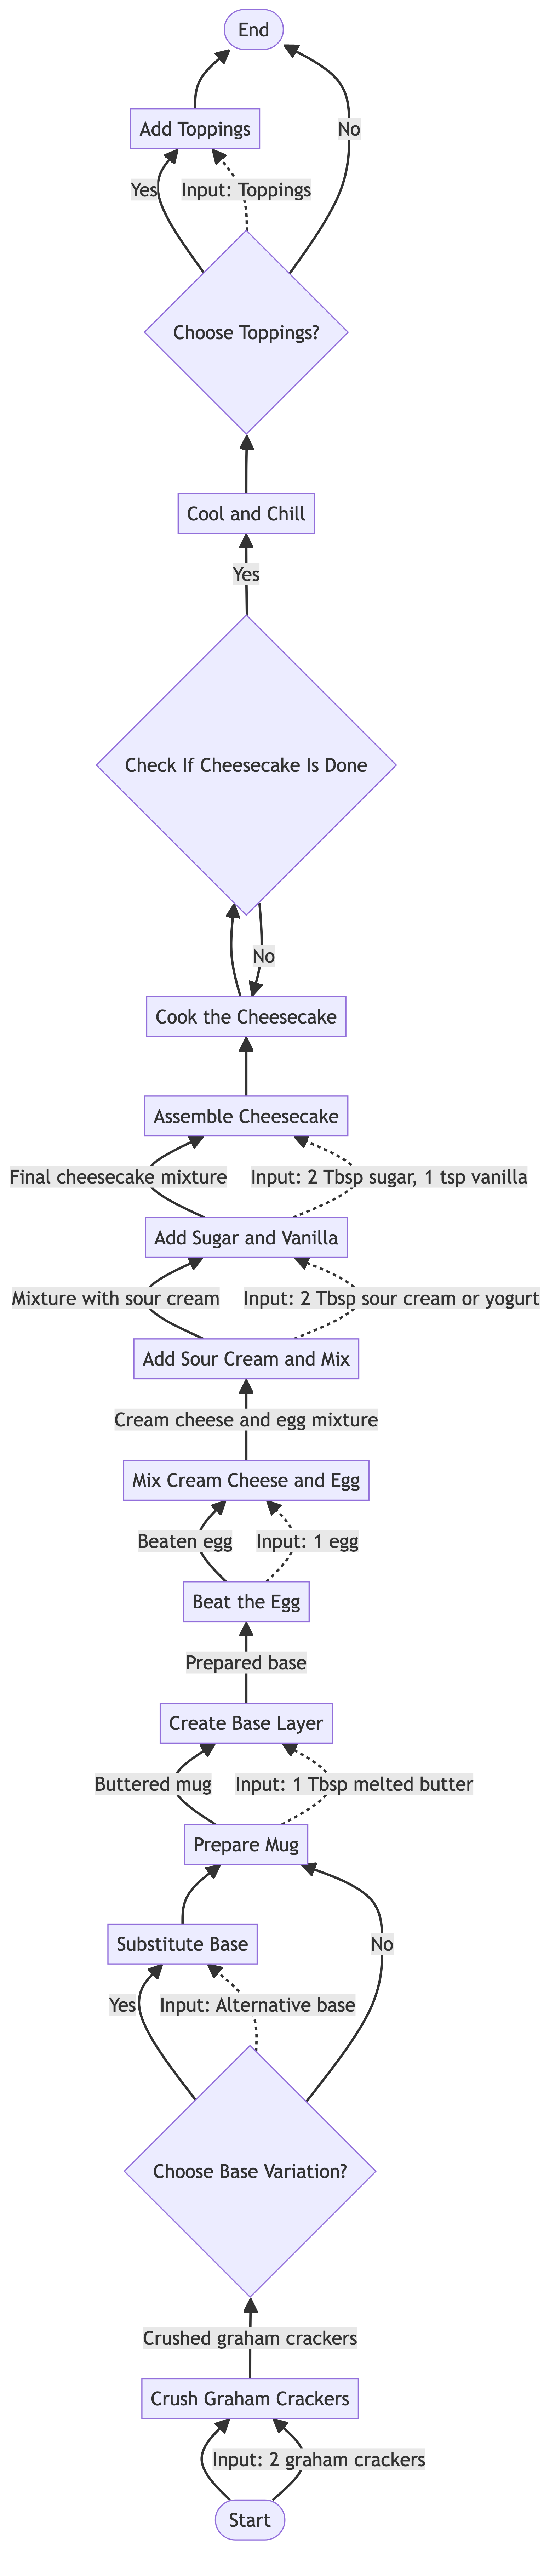 End
Add Toppings
No
Yes
Input: Toppings
Choose Toppings?
Cool and Chill
Yes
Check If Cheesecake Is Done
No
Cook the Cheesecake
Assemble Cheesecake
Final cheesecake mixture
Input: 2 Tbsp sugar, 1 tsp vanilla
Add Sugar and Vanilla
Mixture with sour cream
Input: 2 Tbsp sour cream or yogurt
Add Sour Cream and Mix
Cream cheese and egg mixture
Mix Cream Cheese and Egg
Beaten egg
Input: 1 egg
Beat the Egg
Prepared base
Create Base Layer
Buttered mug
Input: 1 Tbsp melted butter
Prepare Mug
Substitute Base
No
Yes
Input: Alternative base
Choose Base Variation?
Crushed graham crackers
Crush Graham Crackers
Input: 2 graham crackers
Start